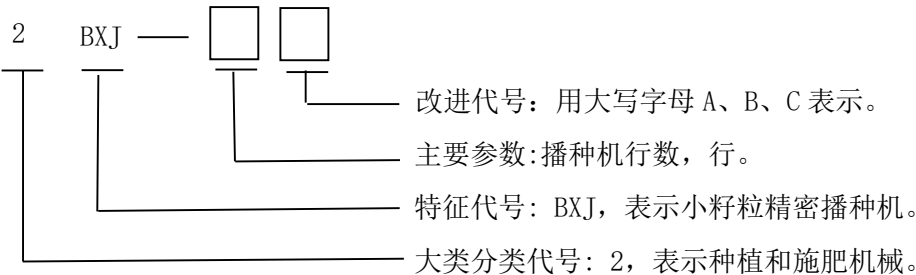 2 BXJ — □ □
改进代号：用大写字母 A、B、C 表示。
主要参数:播种机行数，行。
特征代号: BXJ，表示小籽粒精密播种机。
大类分类代号: 2，表示种植和施肥机械。